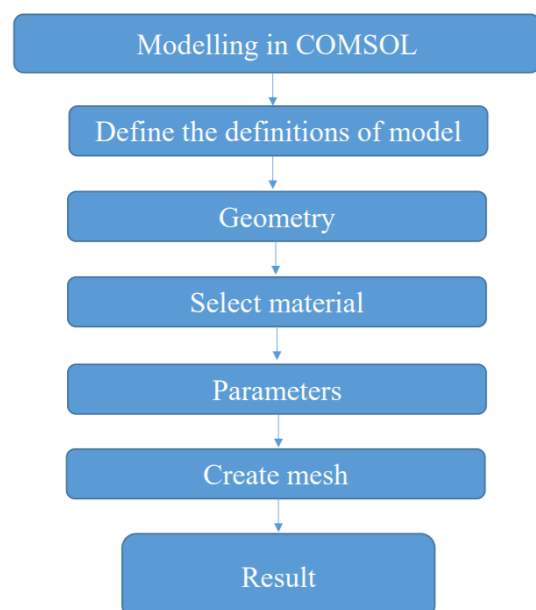 Modelling in COMSOL
Define the definitions of model
Geometry
Select material
Parameters
Create mesh
Result